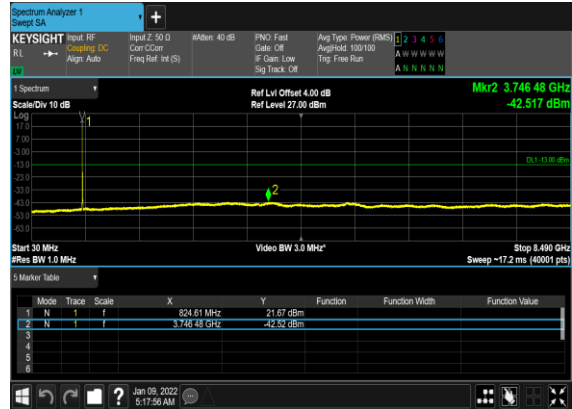 Spectrum Analyzer 1
Swept SA
+
KEYSIGHT Input: RF Input Z: 50 Ω #Atten: 40 dB PNO: Fast Avg Type: Power (RMS) 1 2 3 4 5 6
RL Coupling: DC Corr CCorr Gate: Off Avg|Hold: 100/100 A W W W W W
Align: Auto Freq Ref: Int (S) IF Gain: Low Trig: Free Run
Sig Track: Off A N N N N N
1 Spectrum Ref Lvl Offset 4.00 dB Mkr2 3.746 48 GHz
Scale/Div 10 dB Ref Level 27.00 dBm -42.517 dBm
Log
17.0
1
7.00
-3.00
-13.0 DL1 -13.00 dBm
-23.0
-33.0
2
-43.0
-53.0
-63.0
Start 30 MHz Video BW 3.0 MHz* Stop 8.490 GHz
#Res BW 1.0 MHz Sweep ~17.2 ms (40001 pts)
5 Marker Table
Mode Trace Scale X Y Function Function Width Function Value
1 N 1 f 824.61 MHz 21.67 dBm
2 N 1 f 3.746 48 GHz -42.52 dBm
3
4
5
6
? Jan 09, 2022
5:17:56 AM